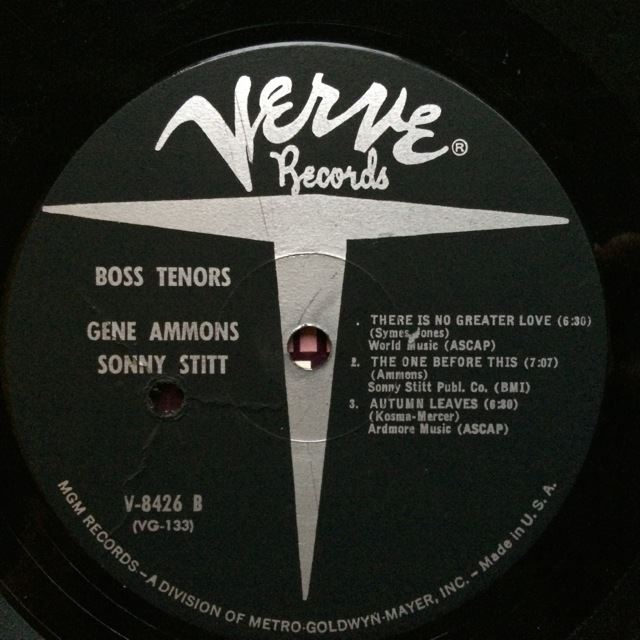 Verve®
Records
BOSS TENORS
GENE AMMONS
SONNY STITT
. THERE IS NO GREATER LOVE (6:30)
(Symes Jones)
World Music (ASCAP)
2. THE ONE BEFORE THIS (7:07)
(Ammons)
Sonny Stitt Publ. Co. (BMI)
3. AUTUMN LEAVES (6:30)
(Kosma-Mercer)
Ardmore Music (ASCAP)
V-8426 B
(VG-133)
MGM RECORDS – A DIVISION OF METRO-GOLDWYN-MAYER, INC. – Made in U.S.A.